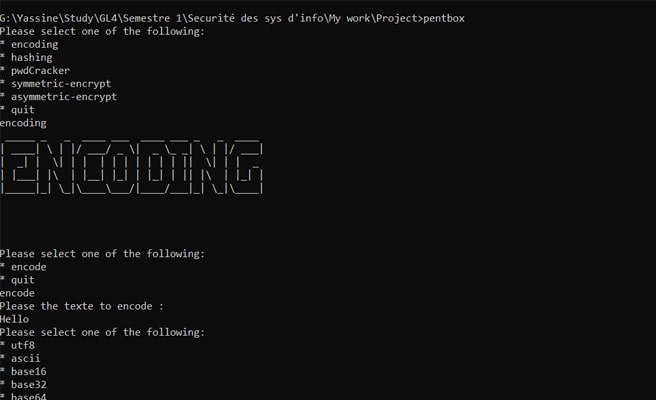 G:\Yassine\Study\GL4\Semestre 1\Securité des sys d'info\My work\Project>pentbox
Please select one of the following:
* encoding
* hashing
* pwdCracker
* symmetric-encrypt
* asymmetric-encrypt
* quit
encoding
ENCODING
Please select one of the following:
* encode
* quit
encode
Please the texte to encode :
Hello
Please select one of the following:
* utf8
* ascii
* base16
* base32
* base64